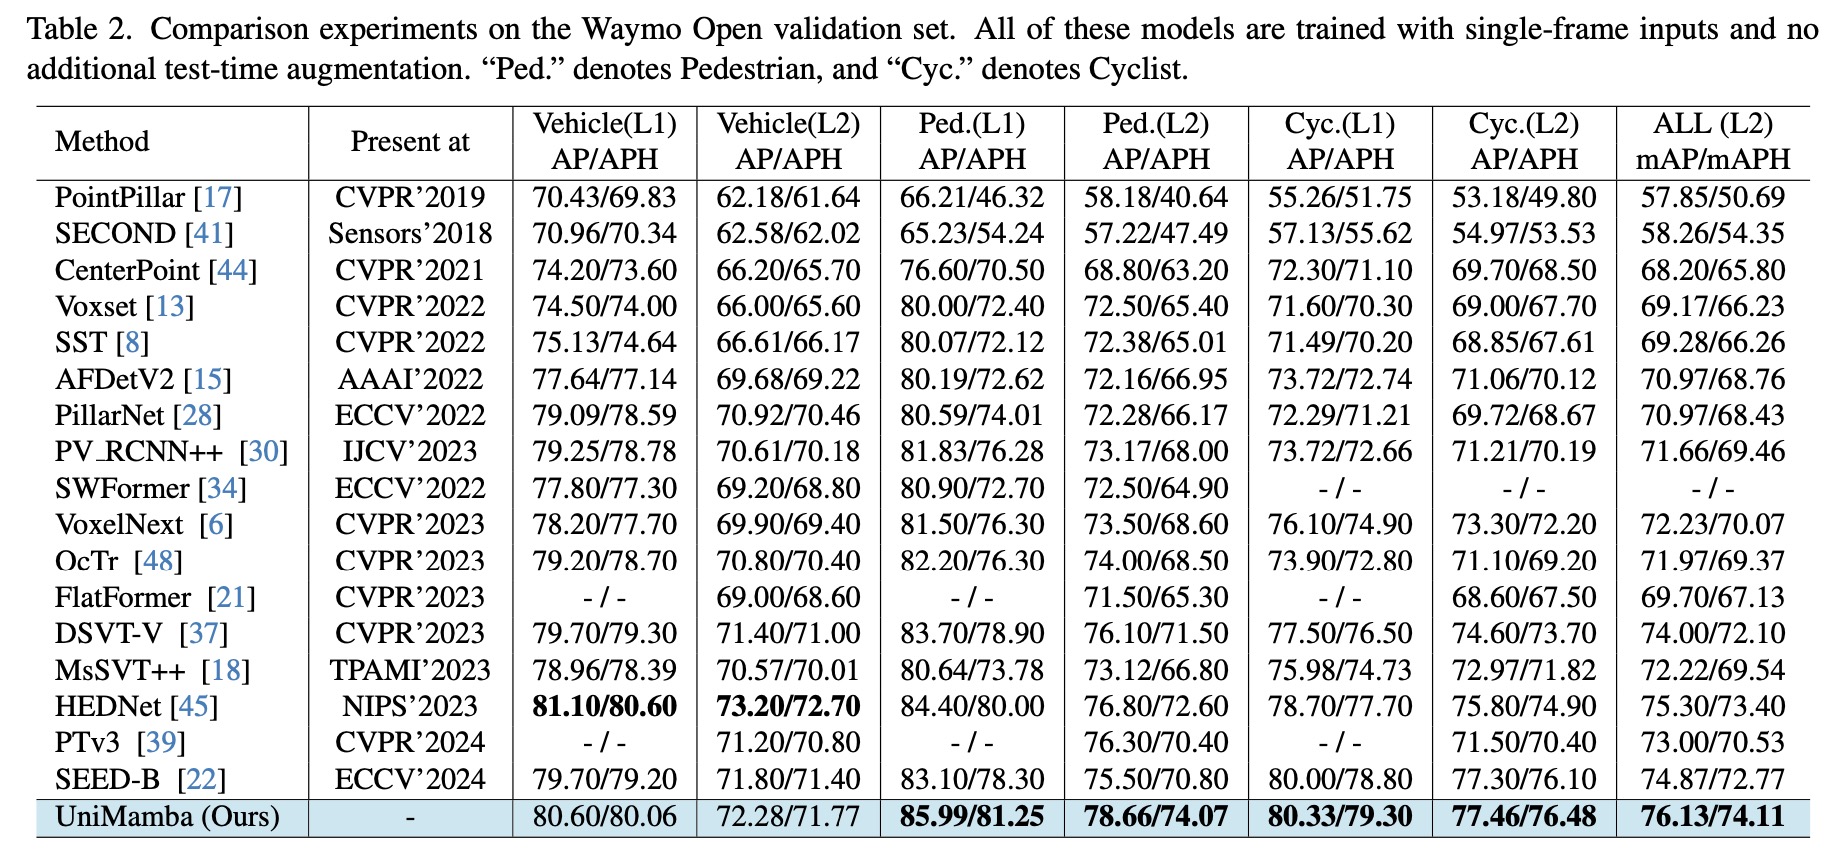 Table 2. Comparison experiments on the Waymo Open validation set. All of these models are trained with single-frame inputs and no
additional test-time augmentation. “Ped.” denotes Pedestrian, and “Cyc.” denotes Cyclist.
Method Present at Vehicle(L1) AP/APH Vehicle(L2) AP/APH Ped.(L1) AP/APH Ped.(L2) AP/APH Cyc.(L1) AP/APH Cyc.(L2) AP/APH ALL (L2) mAP/mAPH
PointPillar [17] CVPR’2019 70.43/69.83 62.18/61.64 66.21/46.32 58.18/40.64 55.26/51.75 53.18/49.80 57.85/50.69
SECOND [41] Sensors’2018 70.96/70.34 62.58/62.02 65.23/54.24 57.22/47.49 57.13/55.62 54.97/53.53 58.26/54.35
CenterPoint [44] CVPR’2021 74.20/73.60 66.20/65.70 76.60/70.50 68.80/63.20 72.30/71.10 69.70/68.50 68.20/65.80
Voxset [13] CVPR’2022 74.50/74.00 66.00/65.60 80.00/72.40 72.50/65.40 71.60/70.30 69.00/67.70 69.17/66.23
SST [8] CVPR’2022 75.13/74.64 66.61/66.17 80.07/72.12 72.38/65.01 71.49/70.20 68.85/67.61 69.28/66.26
AFDetV2 [15] AAAI’2022 77.64/77.14 69.68/69.22 80.19/72.62 72.16/66.95 73.72/72.74 71.06/70.12 70.97/68.76
PillarNet [28] ECCV’2022 79.09/78.59 70.92/70.46 80.59/74.01 72.28/66.17 72.29/71.21 69.72/68.67 70.97/68.43
PV_RCNN++ [30] IJCV’2023 79.25/78.78 70.61/70.18 81.83/76.28 73.17/68.00 73.72/72.66 71.21/70.19 71.66/69.46
SWFormer [34] ECCV’2022 77.80/77.30 69.20/68.80 80.90/72.70 72.50/64.90 - / - - / - - / -
VoxelNext [6] CVPR’2023 78.20/77.70 69.90/69.40 81.50/76.30 73.50/68.60 76.10/74.90 73.30/72.20 72.23/70.07
OcTr [48] CVPR’2023 79.20/78.70 70.80/70.40 82.20/76.30 74.00/68.50 73.90/72.80 71.10/69.20 71.97/69.37
FlatFormer [21] CVPR’2023 - / - 69.00/68.60 - / - 71.50/65.30 - / - 68.60/67.50 69.70/67.13
DSVT-V [37] CVPR’2023 79.70/79.30 71.40/71.00 83.70/78.90 76.10/71.50 77.50/76.50 74.60/73.70 74.00/72.10
MsSVT++ [18] TPAMI’2023 78.96/78.39 70.57/70.01 80.64/73.78 73.12/66.80 75.98/74.73 72.97/71.82 72.22/69.54
HEDNet [45] NIPS’2023 81.10/80.60 73.20/72.70 84.40/80.00 76.80/72.60 78.70/77.70 75.80/74.90 75.30/73.40
PTv3 [39] CVPR’2024 - / - 71.20/70.80 - / - 76.30/70.40 - / - 71.50/70.40 73.00/70.53
SEED-B [22] ECCV’2024 79.70/79.20 71.80/71.40 83.10/78.30 75.50/70.80 80.00/78.80 77.30/76.10 74.87/72.77
UniMamba (Ours) - 80.60/80.06 72.28/71.77 85.99/81.25 78.66/74.07 80.33/79.30 77.46/76.48 76.13/74.11